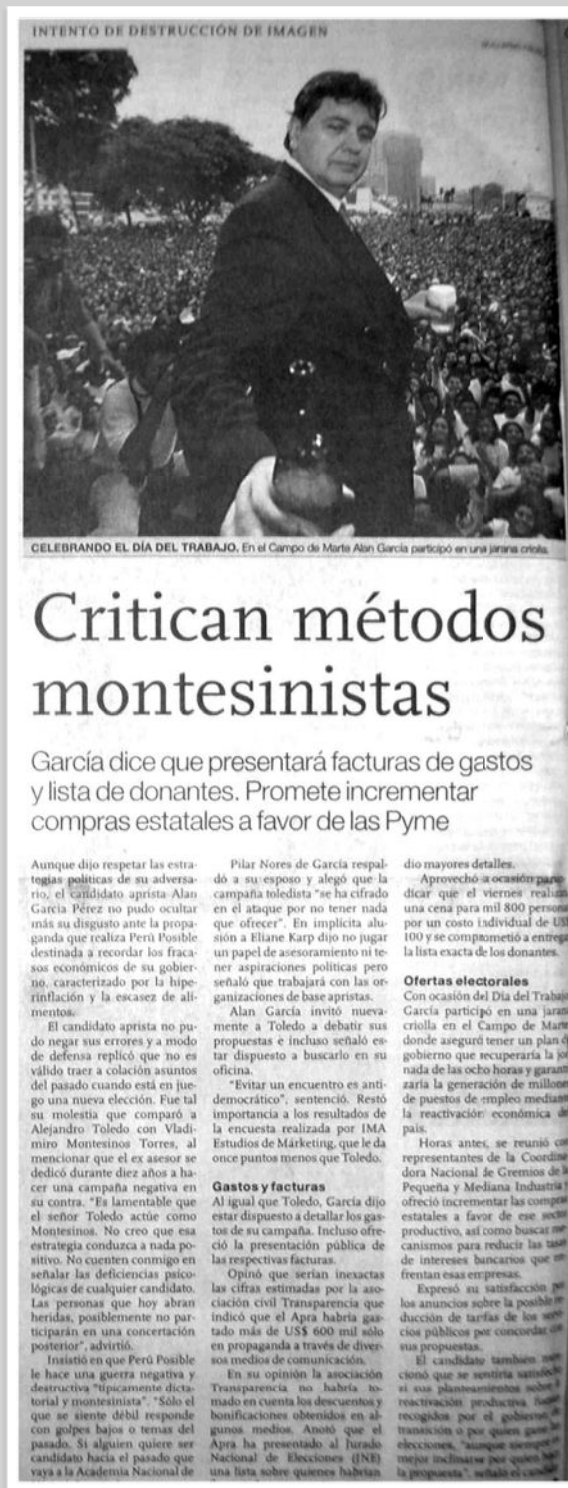 INTENTO DE DESTRUCCIÓN DE IMAGEN
CELEBRANDO EL DÍA DEL TRABAJO. En el Campo de Marte Alan García participó en una jarana criolla.
Critican métodos
montesinistas
García dice que presentará facturas de gastos
y lista de donantes. Promete incrementar
compras estatales a favor de las Pyme
Aunque dijo respetar las estra-
tegias políticas de su adversa-
rio, el candidato aprista Alan
García Pérez no pudo ocultar
más su disgusto ante la propa-
ganda que realiza Perú Posible
destinada a recordar los fraca-
sos económicos de su gobier-
no, caracterizado por la hipe-
rinflación y la escasez de ali-
mentos.
El candidato aprista no pu-
do negar sus errores y a modo
de defensa replicó que no es
válido traer a colación asuntos
del pasado cuando está en jue-
go una nueva elección. Fue tal
su molestia que comparó a
Alejandro Toledo con Vladi-
miro Montesinos Torres, al
mencionar que el ex asesor se
dedicó durante diez años a ha-
cer una campaña negativa en
su contra. "Es lamentable que
el señor Toledo actúe como
Montesinos. No creo que esa
estrategia conduzca a nada po-
sitivo. No cuenten conmigo en
señalar las deficiencias psico-
lógicas de cualquier candidato.
Las personas que hoy abran
heridas, posiblemente no par-
ticiparán en una concertación
posterior", advirtió.
Insistió en que Perú Posible
le hace una guerra negativa y
destructiva "típicamente dicta-
torial y montesinista". "Sólo el
que se siente débil responde
con golpes bajos o temas del
pasado. Si alguien quiere ser
candidato hacia el pasado que
vaya a la Academia Nacional de
Pilar Nores de García respal-
dó a su esposo y alegó que la
campaña toledista "se ha cifrado
en el ataque por no tener nada
que ofrecer". En implícita alu-
sión a Eliane Karp dijo no jugar
un papel de asesoramiento ni te-
ner aspiraciones políticas pero
señaló que trabajará con las or-
ganizaciones de base apristas.
Alan García invitó nueva-
mente a Toledo a debatir sus
propuestas e incluso señaló es-
tar dispuesto a buscarlo en su
oficina.
"Evitar un encuentro es anti-
democrático", sentenció. Restó
importancia a los resultados de
la encuesta realizada por IMA
Estudios de Márketing, que le da
once puntos menos que Toledo.
Gastos y facturas
Al igual que Toledo, García dijo
estar dispuesto a detallar los gas-
tos de su campaña. Incluso ofre-
ció la presentación pública de
las respectivas facturas.
Opinó que serían inexactas
las cifras estimadas por la aso-
ciación civil Transparencia que
indicó que el Apra habría gas-
tado más de US$ 600 mil sólo
en propaganda a través de diver-
sos medios de comunicación.
En su opinión la asociación
Transparencia no habría to-
mado en cuenta los descuentos y
bonificaciones obtenidos en al-
gunos medios. Anotó que el
Apra ha presentado al Jurado
Nacional de Elecciones (JNE)
una lista sobre quienes habrían
dio mayores detalles.
Aprovechó a ocasión para
dicar que el viernes
una cena para mil 800
por un costo individual de US$
100 y se comprometió a
la lista exacta de los donantes.
Ofertas electorales
Con ocasión del Día del Trabajo
García participó en una
criolla en el Campo de Marte
donde aseguró tener un plan
gobierno que recuperaría la
nada de las ocho horas y
zaría la generación de
de puestos de empleo
la reactivación económica
país.
Horas antes, se reunió
representantes de la
dora Nacional de Gremios de
Pequeña y Mediana Industria
ofreció incrementar las
estatales a favor de ese
productivo, así como buscar
canismos para reducir las
de intereses bancarios que
frentan esas empresas.
Expresó su satisfacción
los anuncios sobre la posible
ducción de tarifas de los
cios públicos por concordar
sus propuestas.
El candidato también
cionó que se sentiría
si sus planteamientos sobre
reactivación productiva
recogidos por el gobierno
transición o por quien
elecciones, "aunque
mejor inclinarse por quien
la propuesta", señaló el